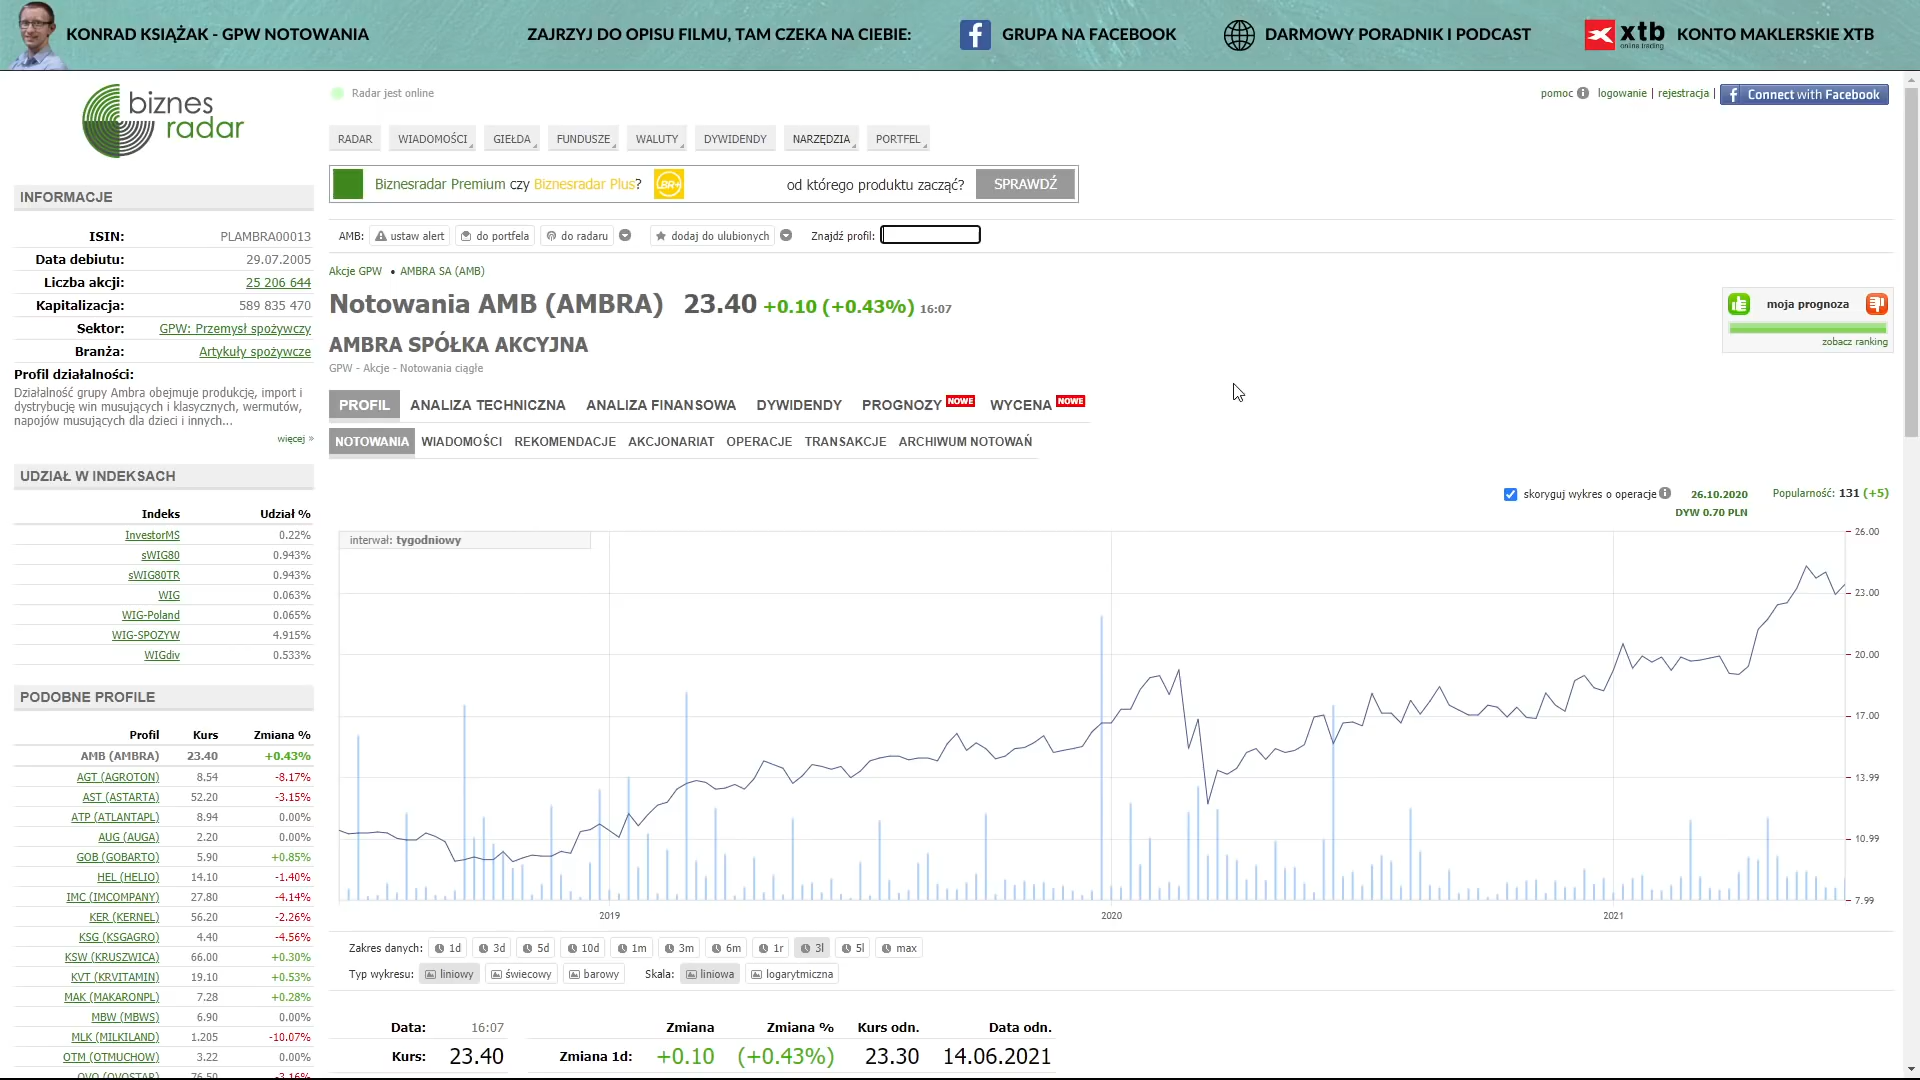 KONRAD KSIĄŻAK - GPW NOTOWANIA
ZAJRZYJ DO OPISU FILMU, TAM CZEKA NA CIEBIE:
GRUPA NA FACEBOOK
DARMOWY PORADNIK I PODCAST
xtb
online trading
KONTO MAKLERSKIE XTB
biznes
radar
Radar jest online
pomoc
logowanie | rejestracja |
Connect with Facebook
RADAR WIADOMOŚCI GIEŁDA FUNDUSZE WALUTY DYWIDENDY NARZĘDZIA PORTFEL
Biznesradar Premium czy Biznesradar Plus?
BR+
od którego produktu zacząć?
SPRAWDŹ
INFORMACJE
ISIN: PLAMBRA00013
Data debiutu: 29.07.2005
Liczba akcji: 25 206 644
Kapitalizacja: 589 835 470
Sektor: GPW: Przemysł spożywczy
Branża: Artykuły spożywcze
Profil działalności:
Działalność grupy Ambra obejmuje produkcję, import i
dystrybucję win musujących i klasycznych, wermutów,
napojów musujących dla dzieci i innych...
więcej »
UDZIAŁ W INDEKSACH
Indeks Udział %
InvestorMS 0.22%
sWIG80 0.943%
sWIG80TR 0.943%
WIG 0.063%
WIG-Poland 0.065%
WIG-SPOZYW 4.915%
WIGdiv 0.533%
PODOBNE PROFILE
Profil Kurs Zmiana %
AMB (AMBRA) 23.40 +0.43%
AGT (AGROTON) 8.54 -8.17%
AST (ASTARTA) 52.20 -3.15%
ATP (ATLANTAPL) 8.94 0.00%
AUG (AUGA) 2.20 0.00%
GOB (GOBARTO) 5.90 +0.85%
HEL (HELIO) 14.10 -1.40%
IMC (IMCOMPANY) 27.80 -4.14%
KER (KERNEL) 56.20 -2.26%
KSG (KSGAGRO) 4.40 -4.56%
KSW (KRUSZWICA) 66.00 +0.30%
KVT (KRVITAMIN) 19.10 +0.53%
MAK (MAKARONPL) 7.28 +0.28%
MBW (MBWS) 6.90 0.00%
MLK (MILKILAND) 1.205 -10.07%
OTM (OTMUCHOW) 3.22 0.00%
OVO (OVOSTAR) 76.50 -3.16%
AMB: ustaw alert do portfela do radaru dodaj do ulubionych Znajdź profil:
Akcje GPW • AMBRA SA (AMB)
Notowania AMB (AMBRA) 23.40 +0.10 (+0.43%) 16:07
AMBRA SPÓŁKA AKCYJNA
GPW - Akcje - Notowania ciągłe
moja prognoza
zobacz ranking
PROFIL ANALIZA TECHNICZNA ANALIZA FINANSOWA DYWIDENDY PROGNOZY NOWE WYCENA NOWE
NOTOWANIA WIADOMOŚCI REKOMENDACJE AKCJONARIAT OPERACJE TRANSAKCJE ARCHIWUM NOTOWAŃ
skoryguj wykres o operacje 26.10.2020 Popularność: 131 (+5)
DYW 0.70 PLN
interwał: tygodniowy
26.00
23.00
20.00
17.00
13.99
10.99
7.99
2019 2020 2021
Zakres danych: 1d 3d 5d 10d 1m 3m 6m 1r 3l 5l max
Typ wykresu: liniowy świecowy barowy Skala: liniowa logarytmiczna
Data: 16:07 Zmiana Zmiana % Kurs odn. Data odn.
Kurs: 23.40 Zmiana 1d: +0.10 (+0.43%) 23.30 14.06.2021